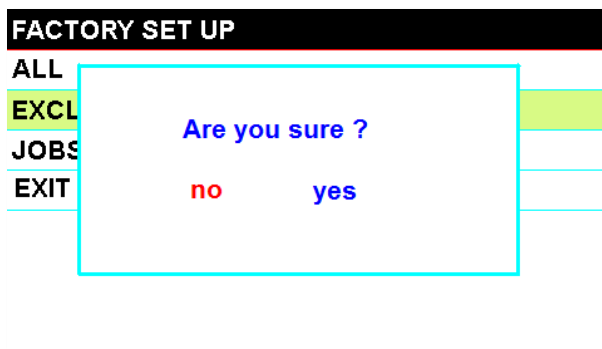 FACTORY SET UP
ALL
EXCL
Are you sure ?
JOBS
EXIT
no yes